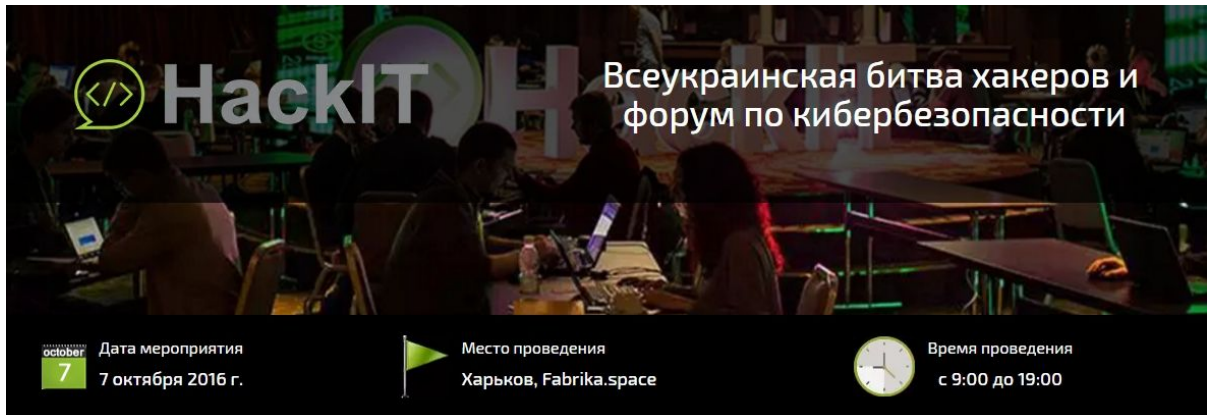 </> HackIT
Всеукраинская битва хакеров и
форум по кибербезопасности
october
7
Дата мероприятия
7 октября 2016 г.
Место проведения
Харьков, Fabrika.space
Время проведения
с 9:00 до 19:00